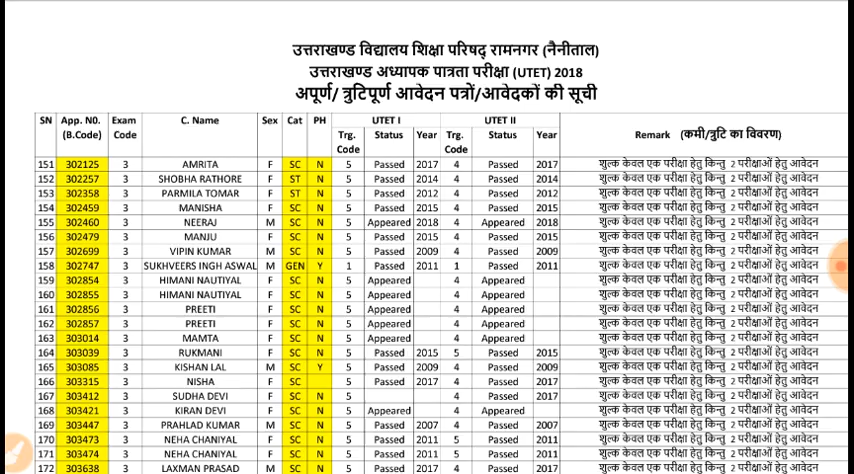 उत्तराखण्ड विद्यालय शिक्षा परिषद् रामनगर (नैनीताल)
उत्तराखण्ड अध्यापक पात्रता परीक्षा (UTET) 2018
अपूर्ण/ त्रुटिपूर्ण आवेदन पत्रों/आवेदकों की सूची
SN App. N0. (B.Code) Exam Code C. Name Sex Cat PH UTET I UTET II Remark (कमी/त्रुटि का विवरण)
Trg. Code Status Year Trg. Code Status Year
151 302125 3 AMRITA F SC N 5 Passed 2017 4 Passed 2017 शुल्क केवल एक परीक्षा हेतु किन्तु 2 परीक्षाओं हेतु आवेदन
152 302257 3 SHOBHA RATHORE F ST N 5 Passed 2014 4 Passed 2014 शुल्क केवल एक परीक्षा हेतु किन्तु 2 परीक्षाओं हेतु आवेदन
153 302358 3 PARMILA TOMAR F ST N 5 Passed 2012 4 Passed 2012 शुल्क केवल एक परीक्षा हेतु किन्तु 2 परीक्षाओं हेतु आवेदन
154 302459 3 MANISHA F SC N 5 Passed 2015 4 Passed 2015 शुल्क केवल एक परीक्षा हेतु किन्तु 2 परीक्षाओं हेतु आवेदन
155 302460 3 NEERAJ M SC N 5 Appeared 2018 4 Appeared 2018 शुल्क केवल एक परीक्षा हेतु किन्तु 2 परीक्षाओं हेतु आवेदन
156 302479 3 MANJU F SC N 5 Passed 2015 4 Passed 2015 शुल्क केवल एक परीक्षा हेतु किन्तु 2 परीक्षाओं हेतु आवेदन
157 302699 3 VIPIN KUMAR M SC N 5 Passed 2009 4 Passed 2009 शुल्क केवल एक परीक्षा हेतु किन्तु 2 परीक्षाओं हेतु आवेदन
158 302747 3 SUKHVEERS INGH ASWAL M GEN Y 1 Passed 2011 1 Passed 2011 शुल्क केवल एक परीक्षा हेतु किन्तु 2 परीक्षाओं हेतु आवेदन
159 302854 3 HIMANI NAUTIYAL F SC N 5 Appeared 4 Appeared शुल्क केवल एक परीक्षा हेतु किन्तु 2 परीक्षाओं हेतु आवेदन
160 302855 3 HIMANI NAUTIYAL F SC N 5 Appeared 4 Appeared शुल्क केवल एक परीक्षा हेतु किन्तु 2 परीक्षाओं हेतु आवेदन
161 302856 3 PREETI F SC N 5 Appeared 4 Appeared शुल्क केवल एक परीक्षा हेतु किन्तु 2 परीक्षाओं हेतु आवेदन
162 302857 3 PREETI F SC N 5 Appeared 4 Appeared शुल्क केवल एक परीक्षा हेतु किन्तु 2 परीक्षाओं हेतु आवेदन
163 303014 3 MAMTA F SC N 5 Appeared 4 Appeared शुल्क केवल एक परीक्षा हेतु किन्तु 2 परीक्षाओं हेतु आवेदन
164 303039 3 RUKMANI F SC N 5 Passed 2015 5 Passed 2015 शुल्क केवल एक परीक्षा हेतु किन्तु 2 परीक्षाओं हेतु आवेदन
165 303085 3 KISHAN LAL M SC Y 5 Passed 2009 4 Passed 2009 शुल्क केवल एक परीक्षा हेतु किन्तु 2 परीक्षाओं हेतु आवेदन
166 303315 3 NISHA F SC 5 Passed 2017 4 Passed 2017 शुल्क केवल एक परीक्षा हेतु किन्तु 2 परीक्षाओं हेतु आवेदन
167 303412 3 SUDHA DEVI F SC N 5 4 Passed 2017 शुल्क केवल एक परीक्षा हेतु किन्तु 2 परीक्षाओं हेतु आवेदन
168 303421 3 KIRAN DEVI F SC N 5 Appeared 4 Appeared शुल्क केवल एक परीक्षा हेतु किन्तु 2 परीक्षाओं हेतु आवेदन
169 303447 3 PRAHLAD KUMAR M SC N 5 Passed 2007 4 Passed 2007 शुल्क केवल एक परीक्षा हेतु किन्तु 2 परीक्षाओं हेतु आवेदन
170 303473 3 NEHA CHANIYAL F SC N 5 Passed 2011 5 Passed 2011 शुल्क केवल एक परीक्षा हेतु किन्तु 2 परीक्षाओं हेतु आवेदन
171 303474 3 NEHA CHANIYAL F SC N 5 Passed 2011 5 Passed 2011 शुल्क केवल एक परीक्षा हेतु किन्तु 2 परीक्षाओं हेतु आवेदन
172 303638 3 LAXMAN PRASAD M SC N 5 Passed 2017 4 Passed 2017 शुल्क केवल एक परीक्षा हेतु किन्तु 2 परीक्षाओं हेतु आवेदन